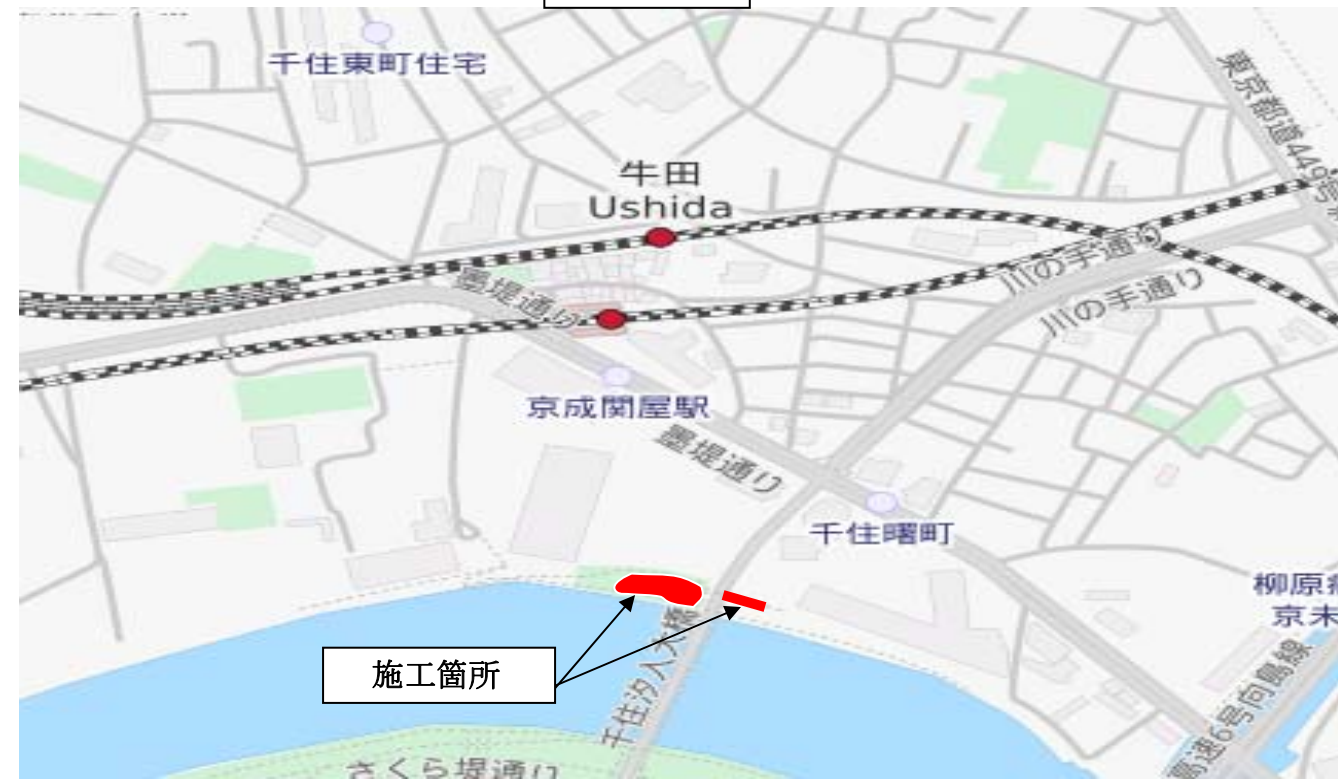 千住東町住宅
東京都道449号
牛田
Ushida
墨堤通り
川の手通り
川の手通り
京成関屋駅
墨堤通り
千住曙町
柳原
京末
施工箇所
千住汐入大橋
高速6号向島線
さくら堤通り